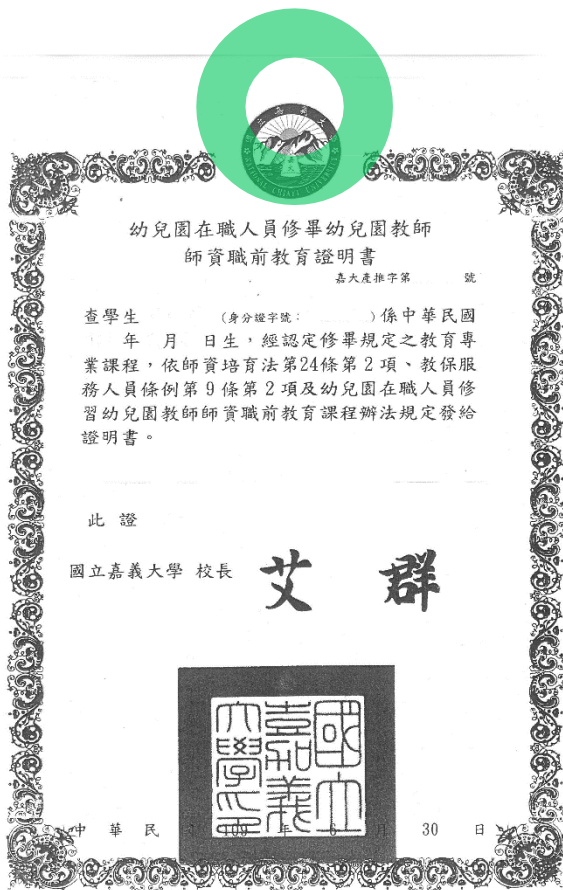 幼兒園在職人員修畢幼兒園教師
師資職前教育證明書
嘉大產推字第 號
查學生 (身分證字號: )係中華民國
年 月 日生,經認定修畢規定之教育專
業課程,依師資培育法第24條第2項、教保服
務人員條例第9條第2項及幼兒園在職人員修
習幼兒園教師師資職前教育課程辦法規定發給
證明書。
此 證
國立嘉義大學 校長 艾 群
國立
嘉義
大學印
中 華 民 109 年 6 月 30 日